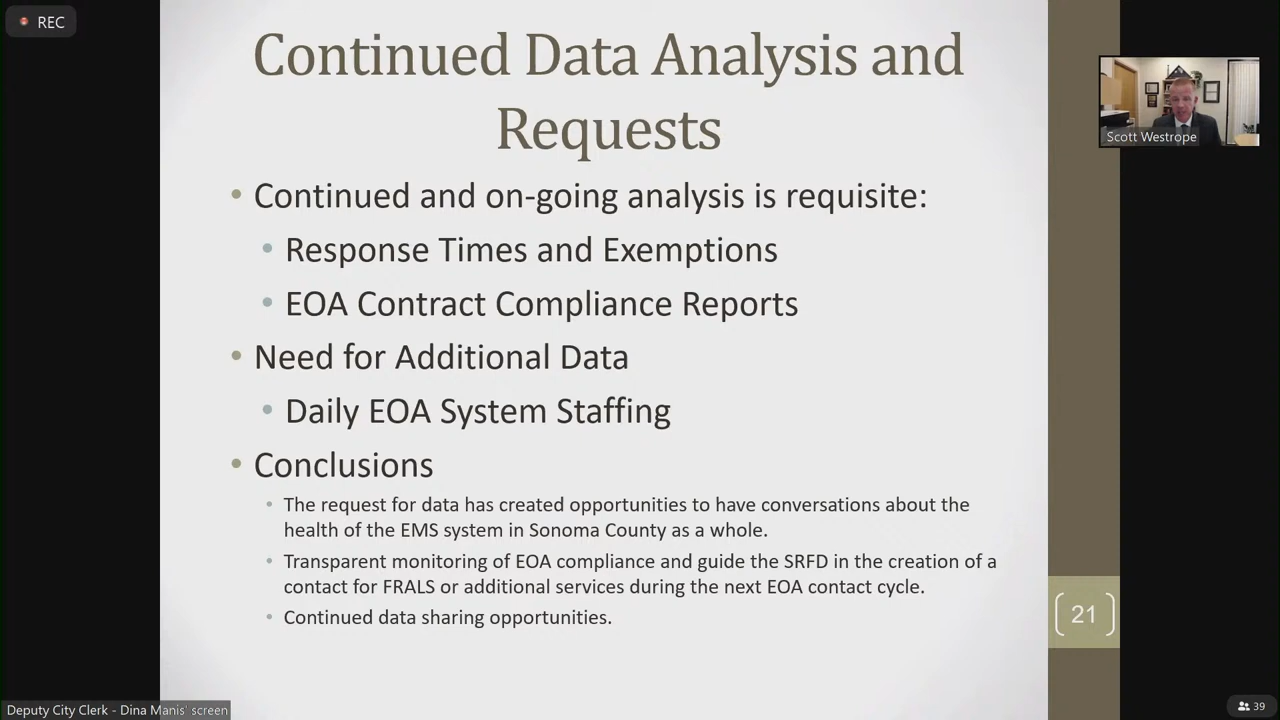 REC
Continued Data Analysis and
Requests
Scott Westrope
• Continued and on-going analysis is requisite:
• Response Times and Exemptions
• EOA Contract Compliance Reports
• Need for Additional Data
• Daily EOA System Staffing
• Conclusions
• The request for data has created opportunities to have conversations about the
health of the EMS system in Sonoma County as a whole.
• Transparent monitoring of EOA compliance and guide the SRFD in the creation of a
contact for FRALS or additional services during the next EOA contact cycle.
• Continued data sharing opportunities.
21
Deputy City Clerk - Dina Manis' screen
39